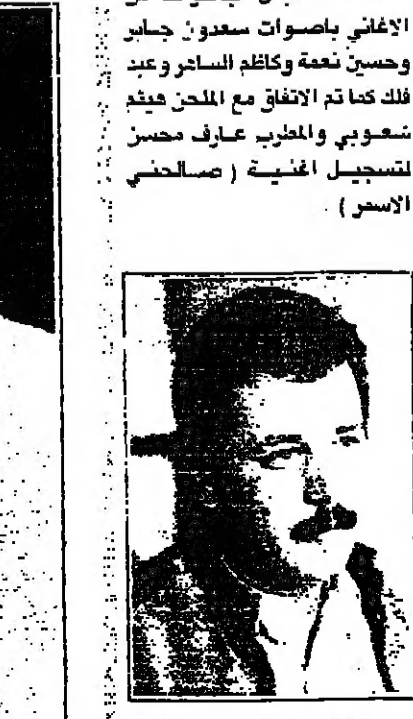 الاغاني باصوات سعدون جابر
وحسين نعمة وكاظم الساهر وعبد
فلك كما تم الاتفاق مع الملحن هيثم
شعوبي والمطرب عارف محسن
لتسجيل اغنية ( صالحني
الاسمر ) .